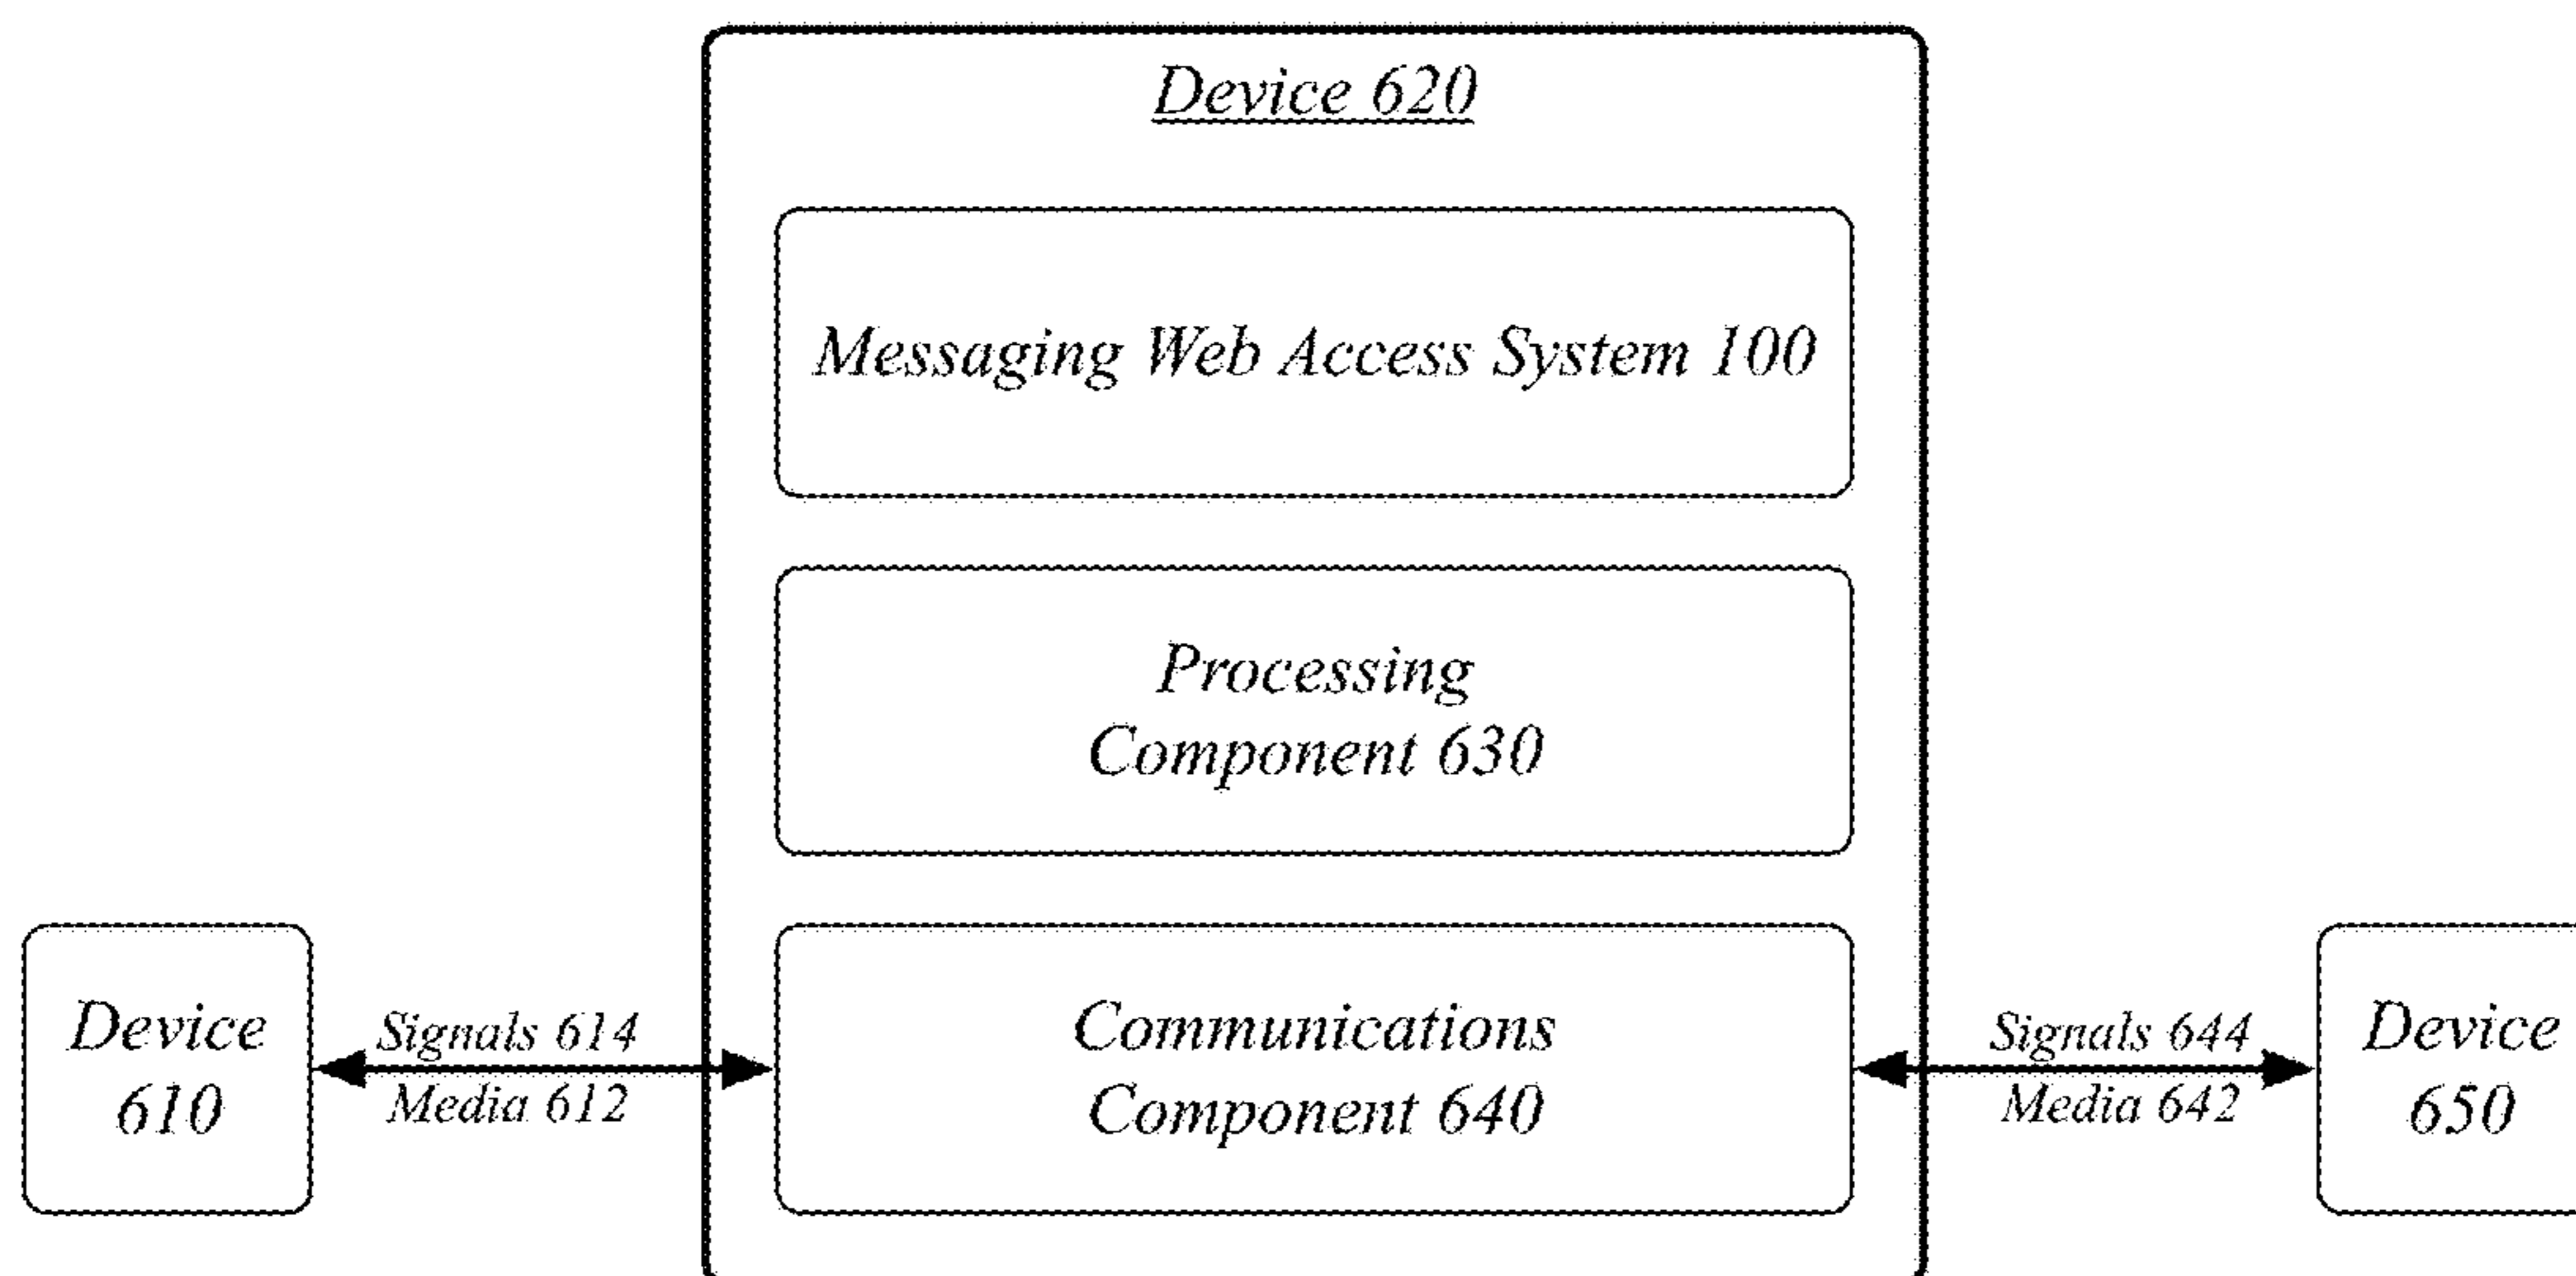 Device 620
Messaging Web Access System 100
Processing
Component 630
Device
610
Signals 614
Media 612
Communications
Component 640
Signals 644
Media 642
Device
650